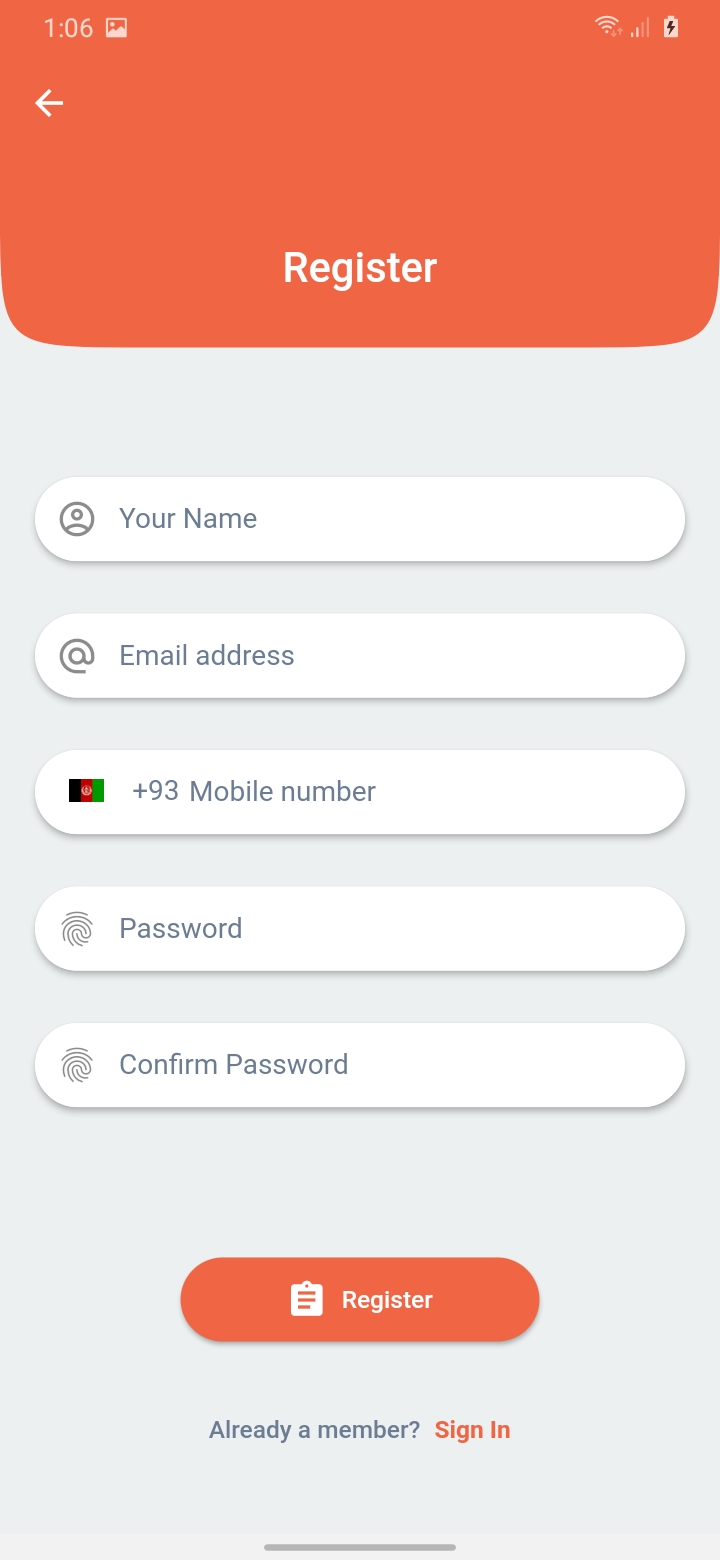 1:06
Register
Your Name
Email address
+93 Mobile number
Password
Confirm Password
Register
Already a member? Sign In